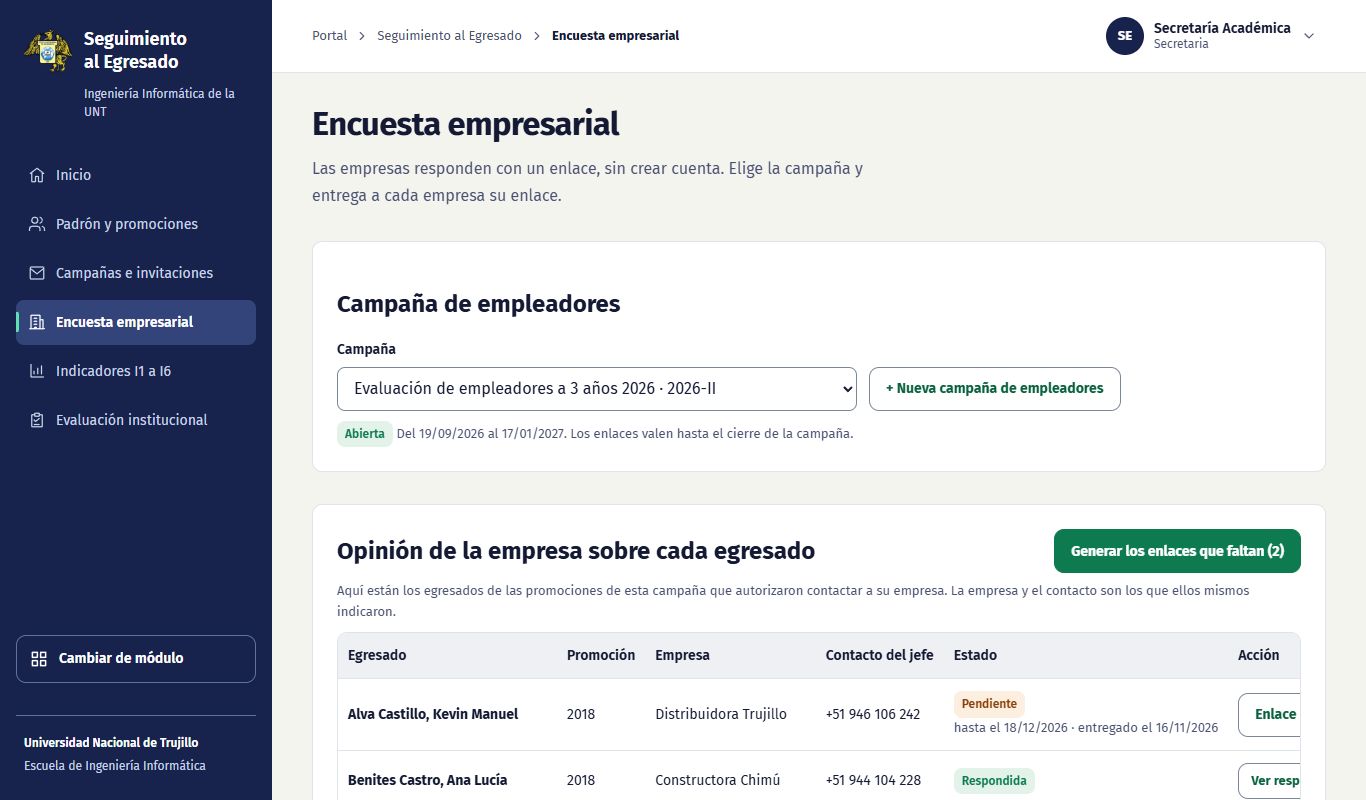 Seguimiento
al Egresado
Ingeniería Informática de la
UNT
Inicio
Padrón y promociones
Campañas e invitaciones
Encuesta empresarial
Indicadores I1 a I6
Evaluación institucional
Cambiar de módulo
Universidad Nacional de Trujillo
Escuela de Ingeniería Informática
Portal > Seguimiento al Egresado > Encuesta empresarial
SE
Secretaría Académica
Secretaria
Encuesta empresarial
Las empresas responden con un enlace, sin crear cuenta. Elige la campaña y
entrega a cada empresa su enlace.
Campaña de empleadores
Campaña
Evaluación de empleadores a 3 años 2026 · 2026-II
+ Nueva campaña de empleadores
Abierta Del 19/09/2026 al 17/01/2027. Los enlaces valen hasta el cierre de la campaña.
Opinión de la empresa sobre cada egresado
Generar los enlaces que faltan (2)
Aquí están los egresados de las promociones de esta campaña que autorizaron contactar a su empresa. La empresa y el contacto son los que ellos mismos
indicaron.
Egresado Promoción Empresa Contacto del jefe Estado Acción
Alva Castillo, Kevin Manuel 2018 Distribuidora Trujillo +51 946 106 242 Pendiente
hasta el 18/12/2026 · entregado el 16/11/2026
Enlace
Benites Castro, Ana Lucía 2018 Constructora Chimú +51 944 104 228 Respondida Ver resp